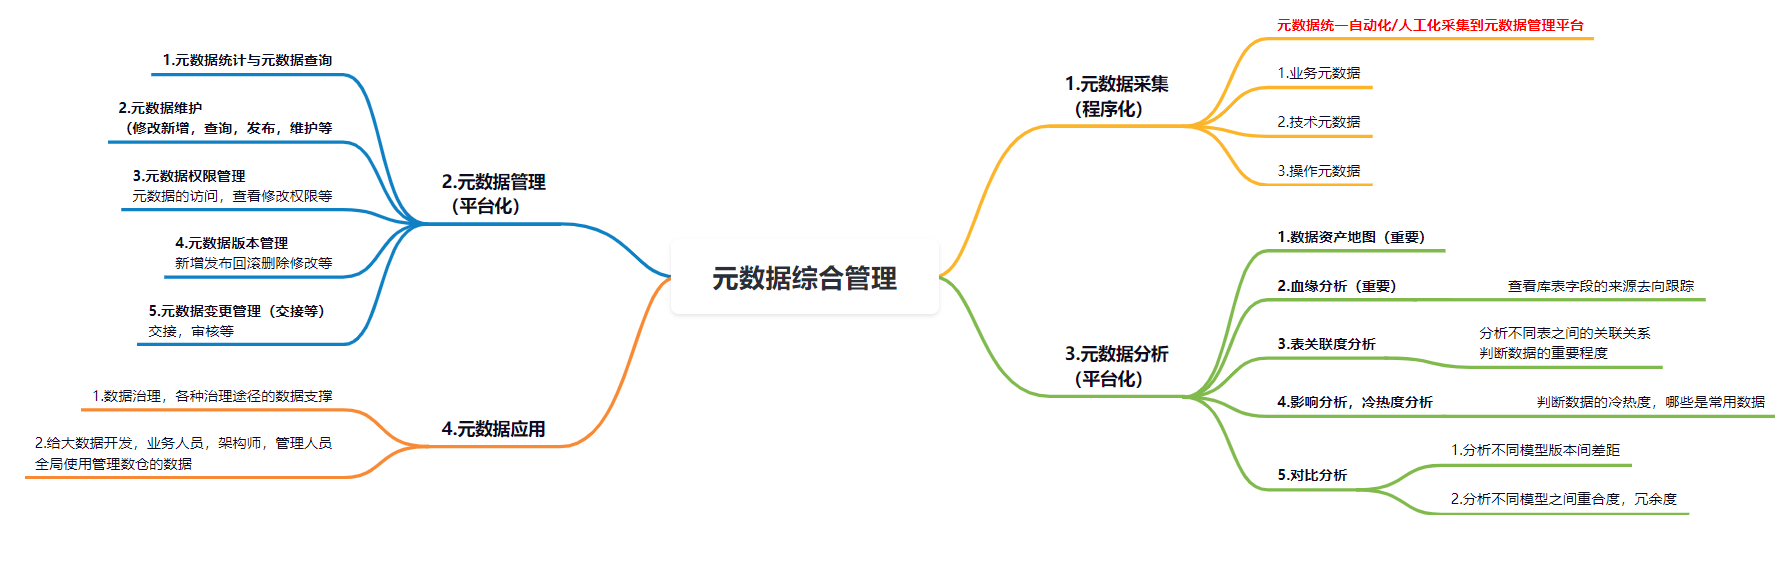 元数据综合管理
1.元数据采集
（程序化）
元数据统一自动化/人工化采集到元数据管理平台
1.业务元数据
2.技术元数据
3.操作元数据
2.元数据管理
（平台化）
1.元数据统计与元数据查询
2.元数据维护
（修改新增，查询，发布，维护等
3.元数据权限管理
元数据的访问，查看修改权限等
4.元数据版本管理
新增发布回滚删除修改等
5.元数据变更管理（交接等）
交接，审核等
3.元数据分析
（平台化）
1.数据资产地图（重要）
2.血缘分析（重要）
查看库表字段的来源去向跟踪
3.表关联度分析
分析不同表之间的关联关系
判断数据的重要程度
4.影响分析，冷热度分析
判断数据的冷热度，哪些是常用数据
5.对比分析
1.分析不同模型版本间差距
2.分析不同模型之间重合度，冗余度
4.元数据应用
1.数据治理，各种治理途径的数据支撑
2.给大数据开发，业务人员，架构师，管理人员
全局使用管理数仓的数据